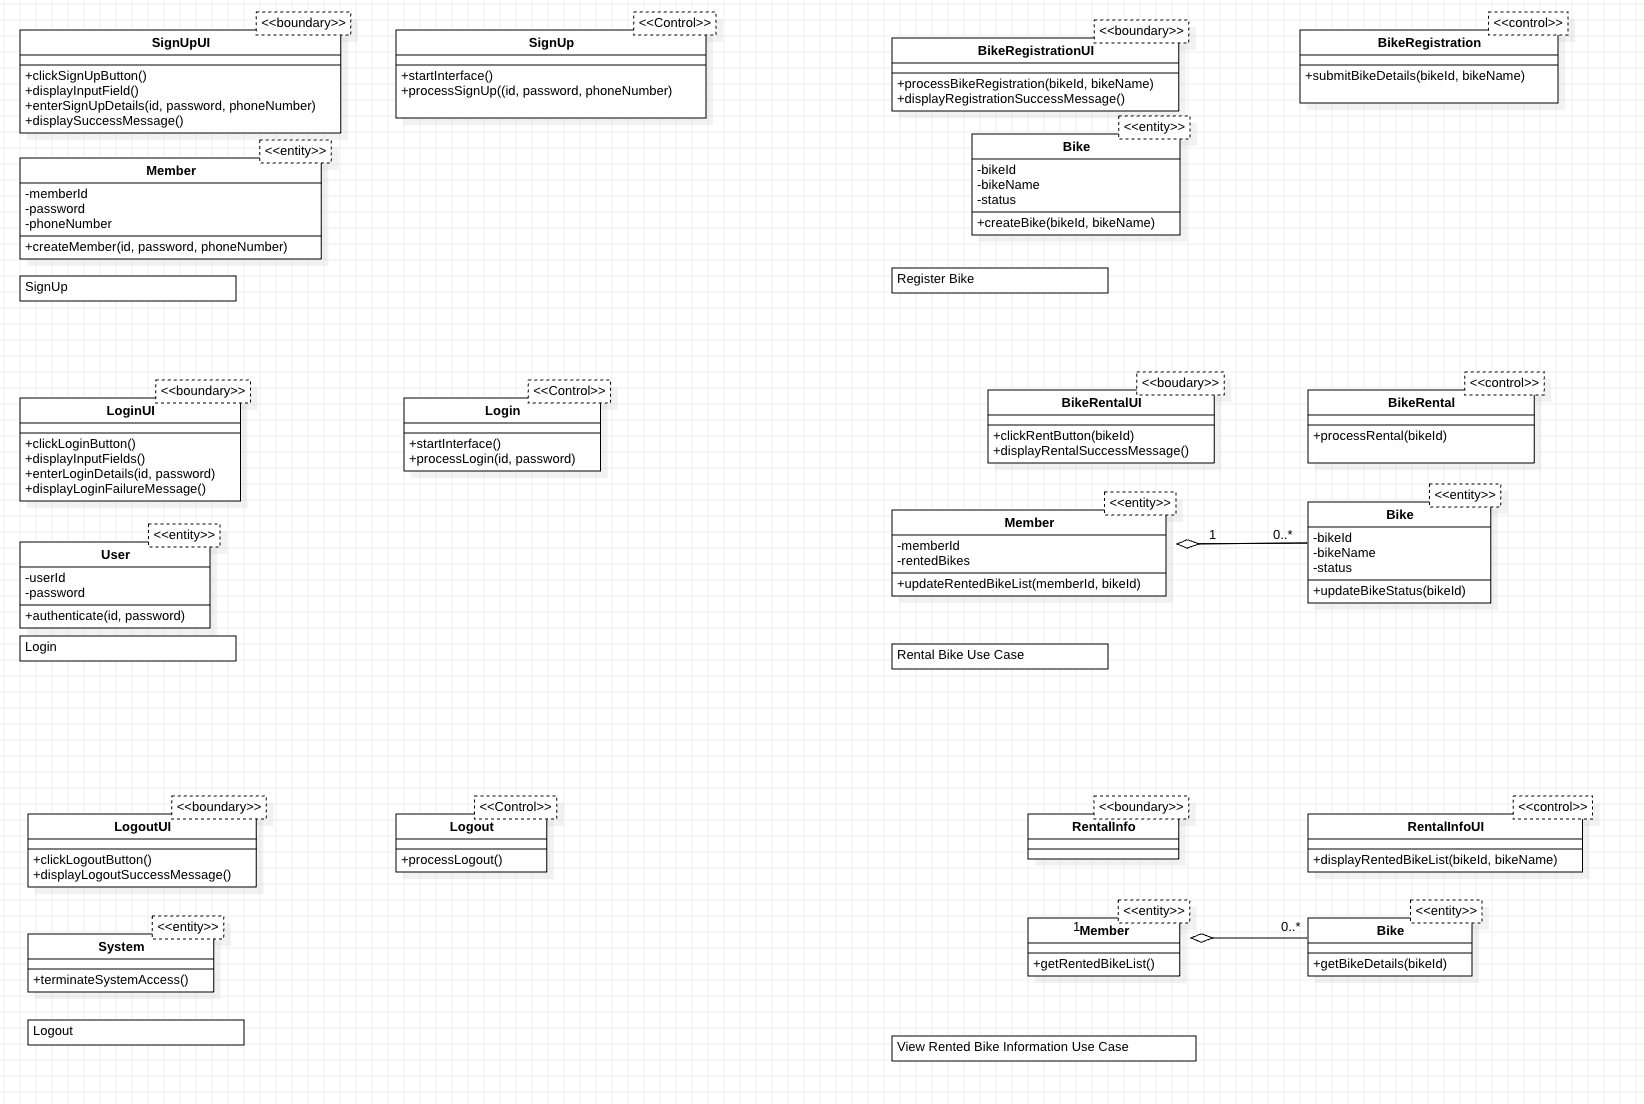 <<boundary>>
SignUpUI
+clickSignUpButton()
+displayInputField()
+enterSignUpDetails(id, password, phoneNumber)
+displaySuccessMessage()
<<Control>>
SignUp
+startInterface()
+processSignUp((id, password, phoneNumber)
<<entity>>
Member
-memberId
-password
-phoneNumber
+createMember(id, password, phoneNumber)
SignUp
<<boundary>>
BikeRegistrationUI
+processBikeRegistration(bikeId, bikeName)
+displayRegistrationSuccessMessage()
<<control>>
BikeRegistration
+submitBikeDetails(bikeId, bikeName)
<<entity>>
Bike
-bikeId
-bikeName
-status
+createBike(bikeId, bikeName)
Register Bike
<<boundary>>
LoginUI
+clickLoginButton()
+displayInputFields()
+enterLoginDetails(id, password)
+displayLoginFailureMessage()
<<Control>>
Login
+startInterface()
+processLogin(id, password)
<<entity>>
User
-userId
-password
+authenticate(id, password)
Login
<<boudary>>
BikeRentalUI
+clickRentButton(bikeId)
+displayRentalSuccessMessage()
<<control>>
BikeRental
+processRental(bikeId)
<<entity>>
Member
-memberId
-rentedBikes
+updateRentedBikeList(memberId, bikeId)
1
0..*
<<entity>>
Bike
-bikeId
-bikeName
-status
+updateBikeStatus(bikeId)
Rental Bike Use Case
<<boundary>>
LogoutUI
+clickLogoutButton()
+displayLogoutSuccessMessage()
<<Control>>
Logout
+processLogout()
<<entity>>
System
+terminateSystemAccess()
Logout
<<boundary>>
RentalInfo
<<control>>
RentalInfoUI
+displayRentedBikeList(bikeId, bikeName)
<<entity>>
1
Member
+getRentedBikeList()
0..*
<<entity>>
Bike
+getBikeDetails(bikeId)
View Rented Bike Information Use Case